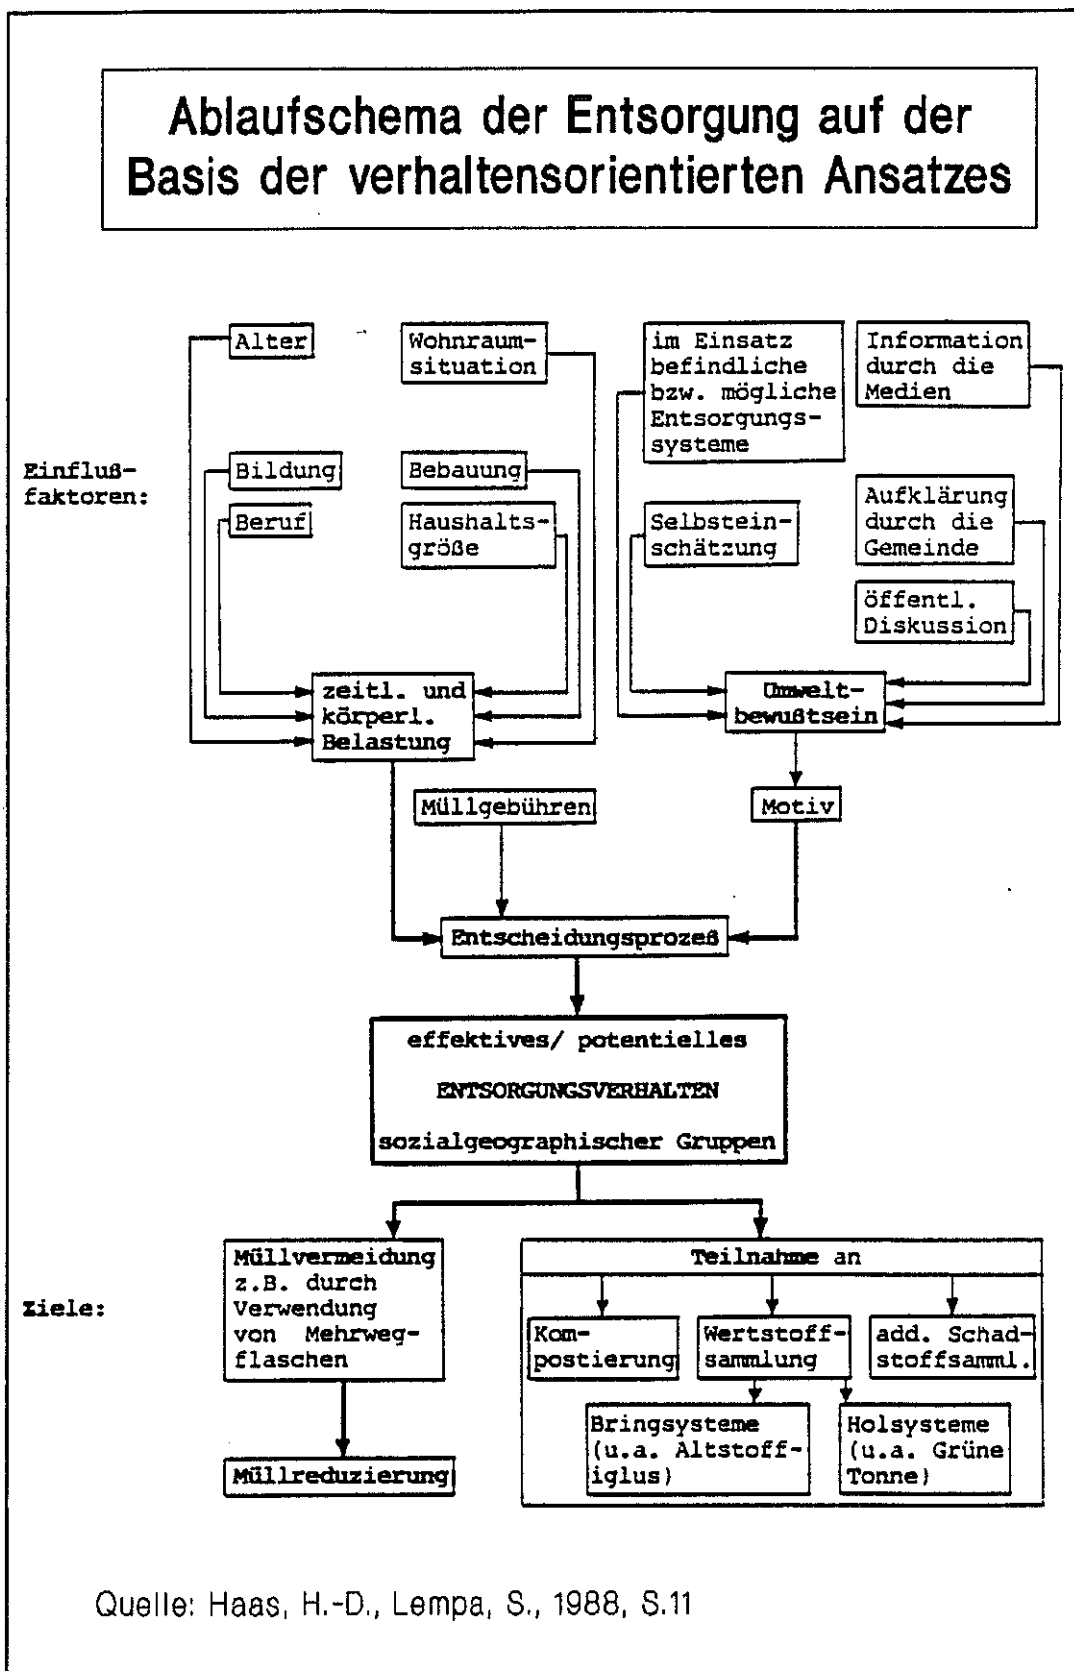 Ablaufschema der Entsorgung auf der
Basis der verhaltensorientierten Ansatzes
Einfluß-
faktoren:
Alter
Bildung
Beruf
Wohnraum-
situation
Bebauung
Haushalts-
größe
im Einsatz
befindliche
bzw. mögliche
Entsorgungs-
systeme
Selbstein-
schätzung
Information
durch die
Medien
Aufklärung
durch die
Gemeinde
öffentl.
Diskussion
zeitl. und
körperl.
Belastung
Umwelt-
bewußtsein
Müllgebühren
Motiv
Entscheidungsprozeß
effektives/ potentielles
ENTSORGUNGSVERHALTEN
sozialgeographischer Gruppen
Ziele:
Müllvermeidung
z.B. durch
Verwendung
von Mehrweg-
flaschen
Müllreduzierung
Teilnahme an
Kom-
postierung
Wertstoff-
sammlung
add. Schad-
stoffsamml.
Bringsysteme
(u.a. Altstoff-
iglus)
Holsysteme
(u.a. Grüne
Tonne)
Quelle: Haas, H.-D., Lempa, S., 1988, S.11